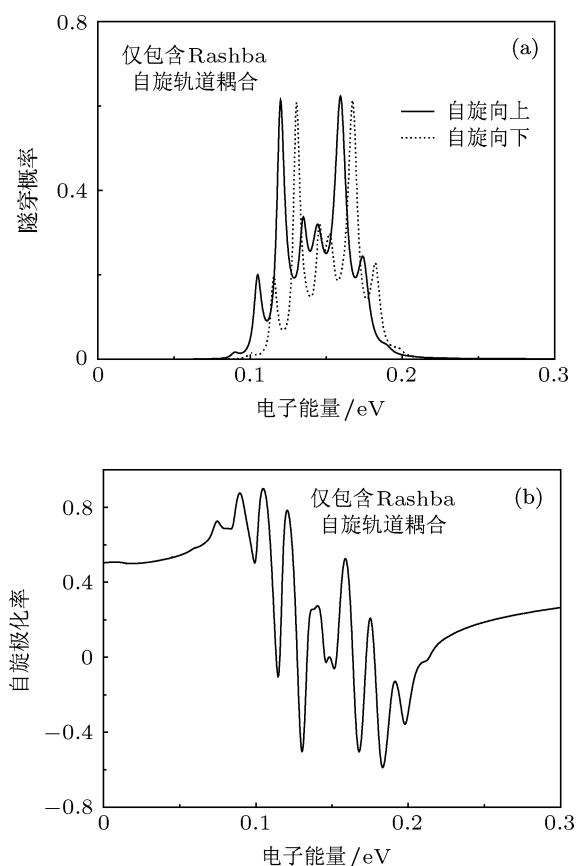 0.8
仅包含Rashba
自旋轨道耦合
(a)
自旋向上
自旋向下
隧穿概率
0.4
0
0
0.1
0.2
0.3
电子能量/eV
仅包含Rashba
自旋轨道耦合
(b)
自旋极化率
0.8
0.4
0
-0.4
-0.8
0
0.1
0.2
0.3
电子能量/eV